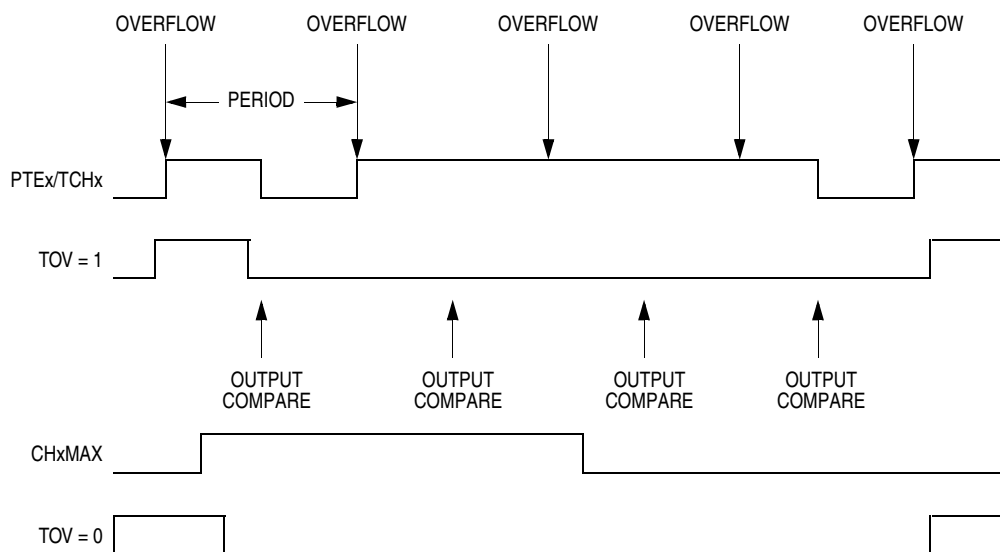 OVERFLOW OVERFLOW OVERFLOW OVERFLOW OVERFLOW
PERIOD
PTEx/TCHx
TOV = 1
OUTPUT COMPARE
OUTPUT COMPARE
OUTPUT COMPARE
OUTPUT COMPARE
CHxMAX
TOV = 0